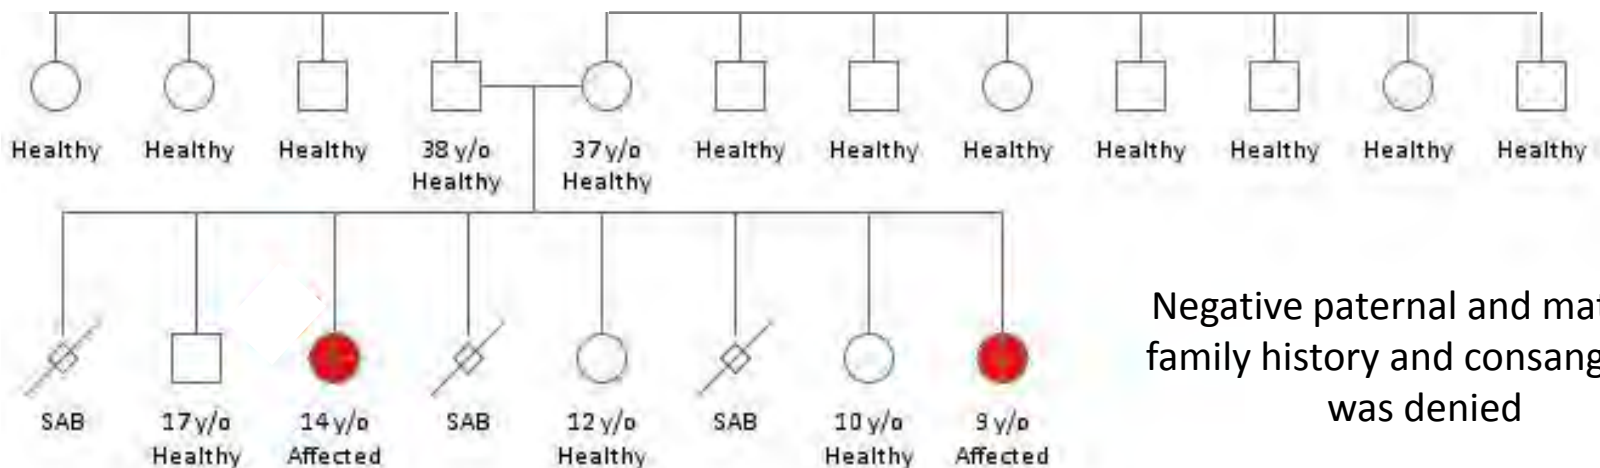 Healthy Healthy Healthy 38 y/o 37 y/o Healthy Healthy Healthy Healthy Healthy Healthy Healthy
Healthy Healthy
SAB 17 y/o 14 y/o SAB 12 y/o SAB 10 y/o 9 y/o
Healthy Affected Healthy Healthy Affected
Negative paternal and mat
family history and consang
was denied